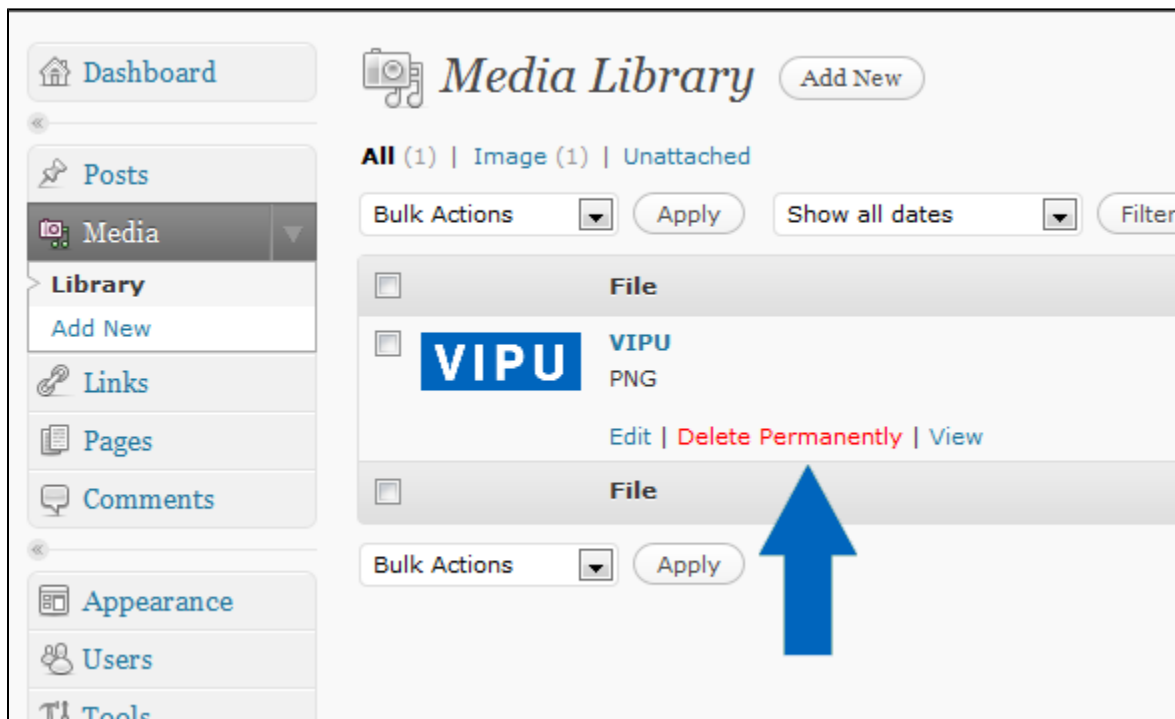 Dashboard
Posts
Media
Library
Add New
Links
Pages
Comments
Appearance
Users
Tools
Media Library Add New
All (1) | Image (1) | Unattached
Bulk Actions Apply Show all dates Filter
File
VIPU VIPU
PNG
Edit | Delete Permanently | View
File
Bulk Actions Apply